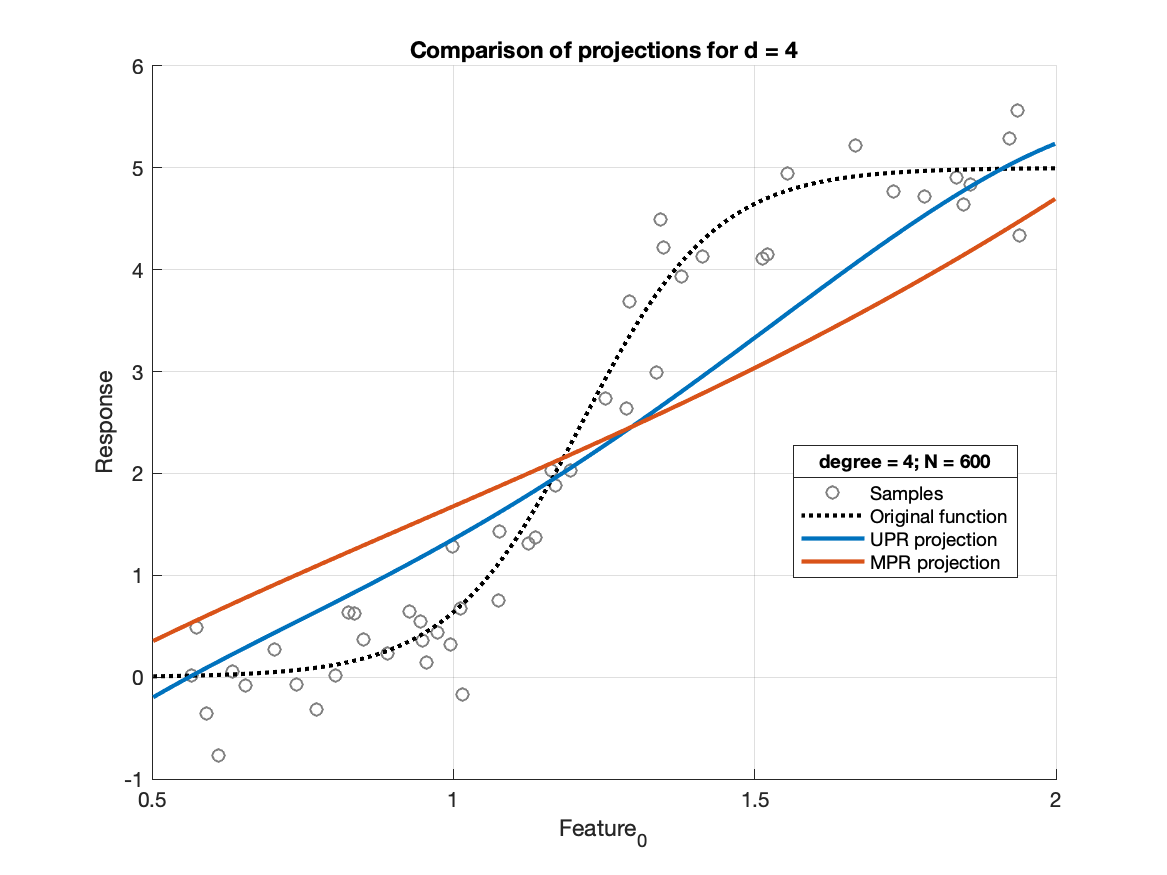 Comparison of projections for d = 4
6
5
4
3
2
1
0
-1
Response
degree = 4; N = 600
Samples
Original function
UPR projection
MPR projection
0.5 1 1.5 2
Feature0